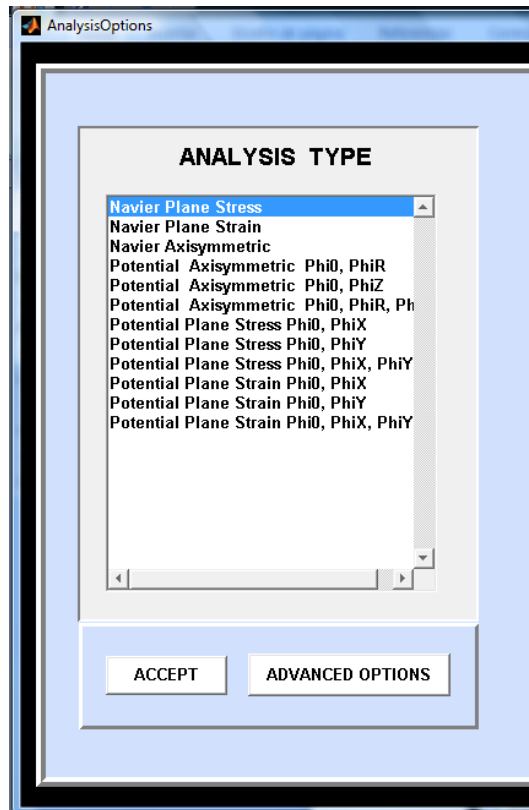 AnalysisOptions
ANALYSIS TYPE
Navier Plane Stress
Navier Plane Strain
Navier Axisymmetric
Potential Axisymmetric Phi0, PhiR
Potential Axisymmetric Phi0, PhiZ
Potential Axisymmetric Phi0, PhiR, Ph
Potential Plane Stress Phi0, PhiX
Potential Plane Stress Phi0, PhiY
Potential Plane Stress Phi0, PhiX, PhiY
Potential Plane Strain Phi0, PhiX
Potential Plane Strain Phi0, PhiY
Potential Plane Strain Phi0, PhiX, PhiY
ACCEPT
ADVANCED OPTIONS